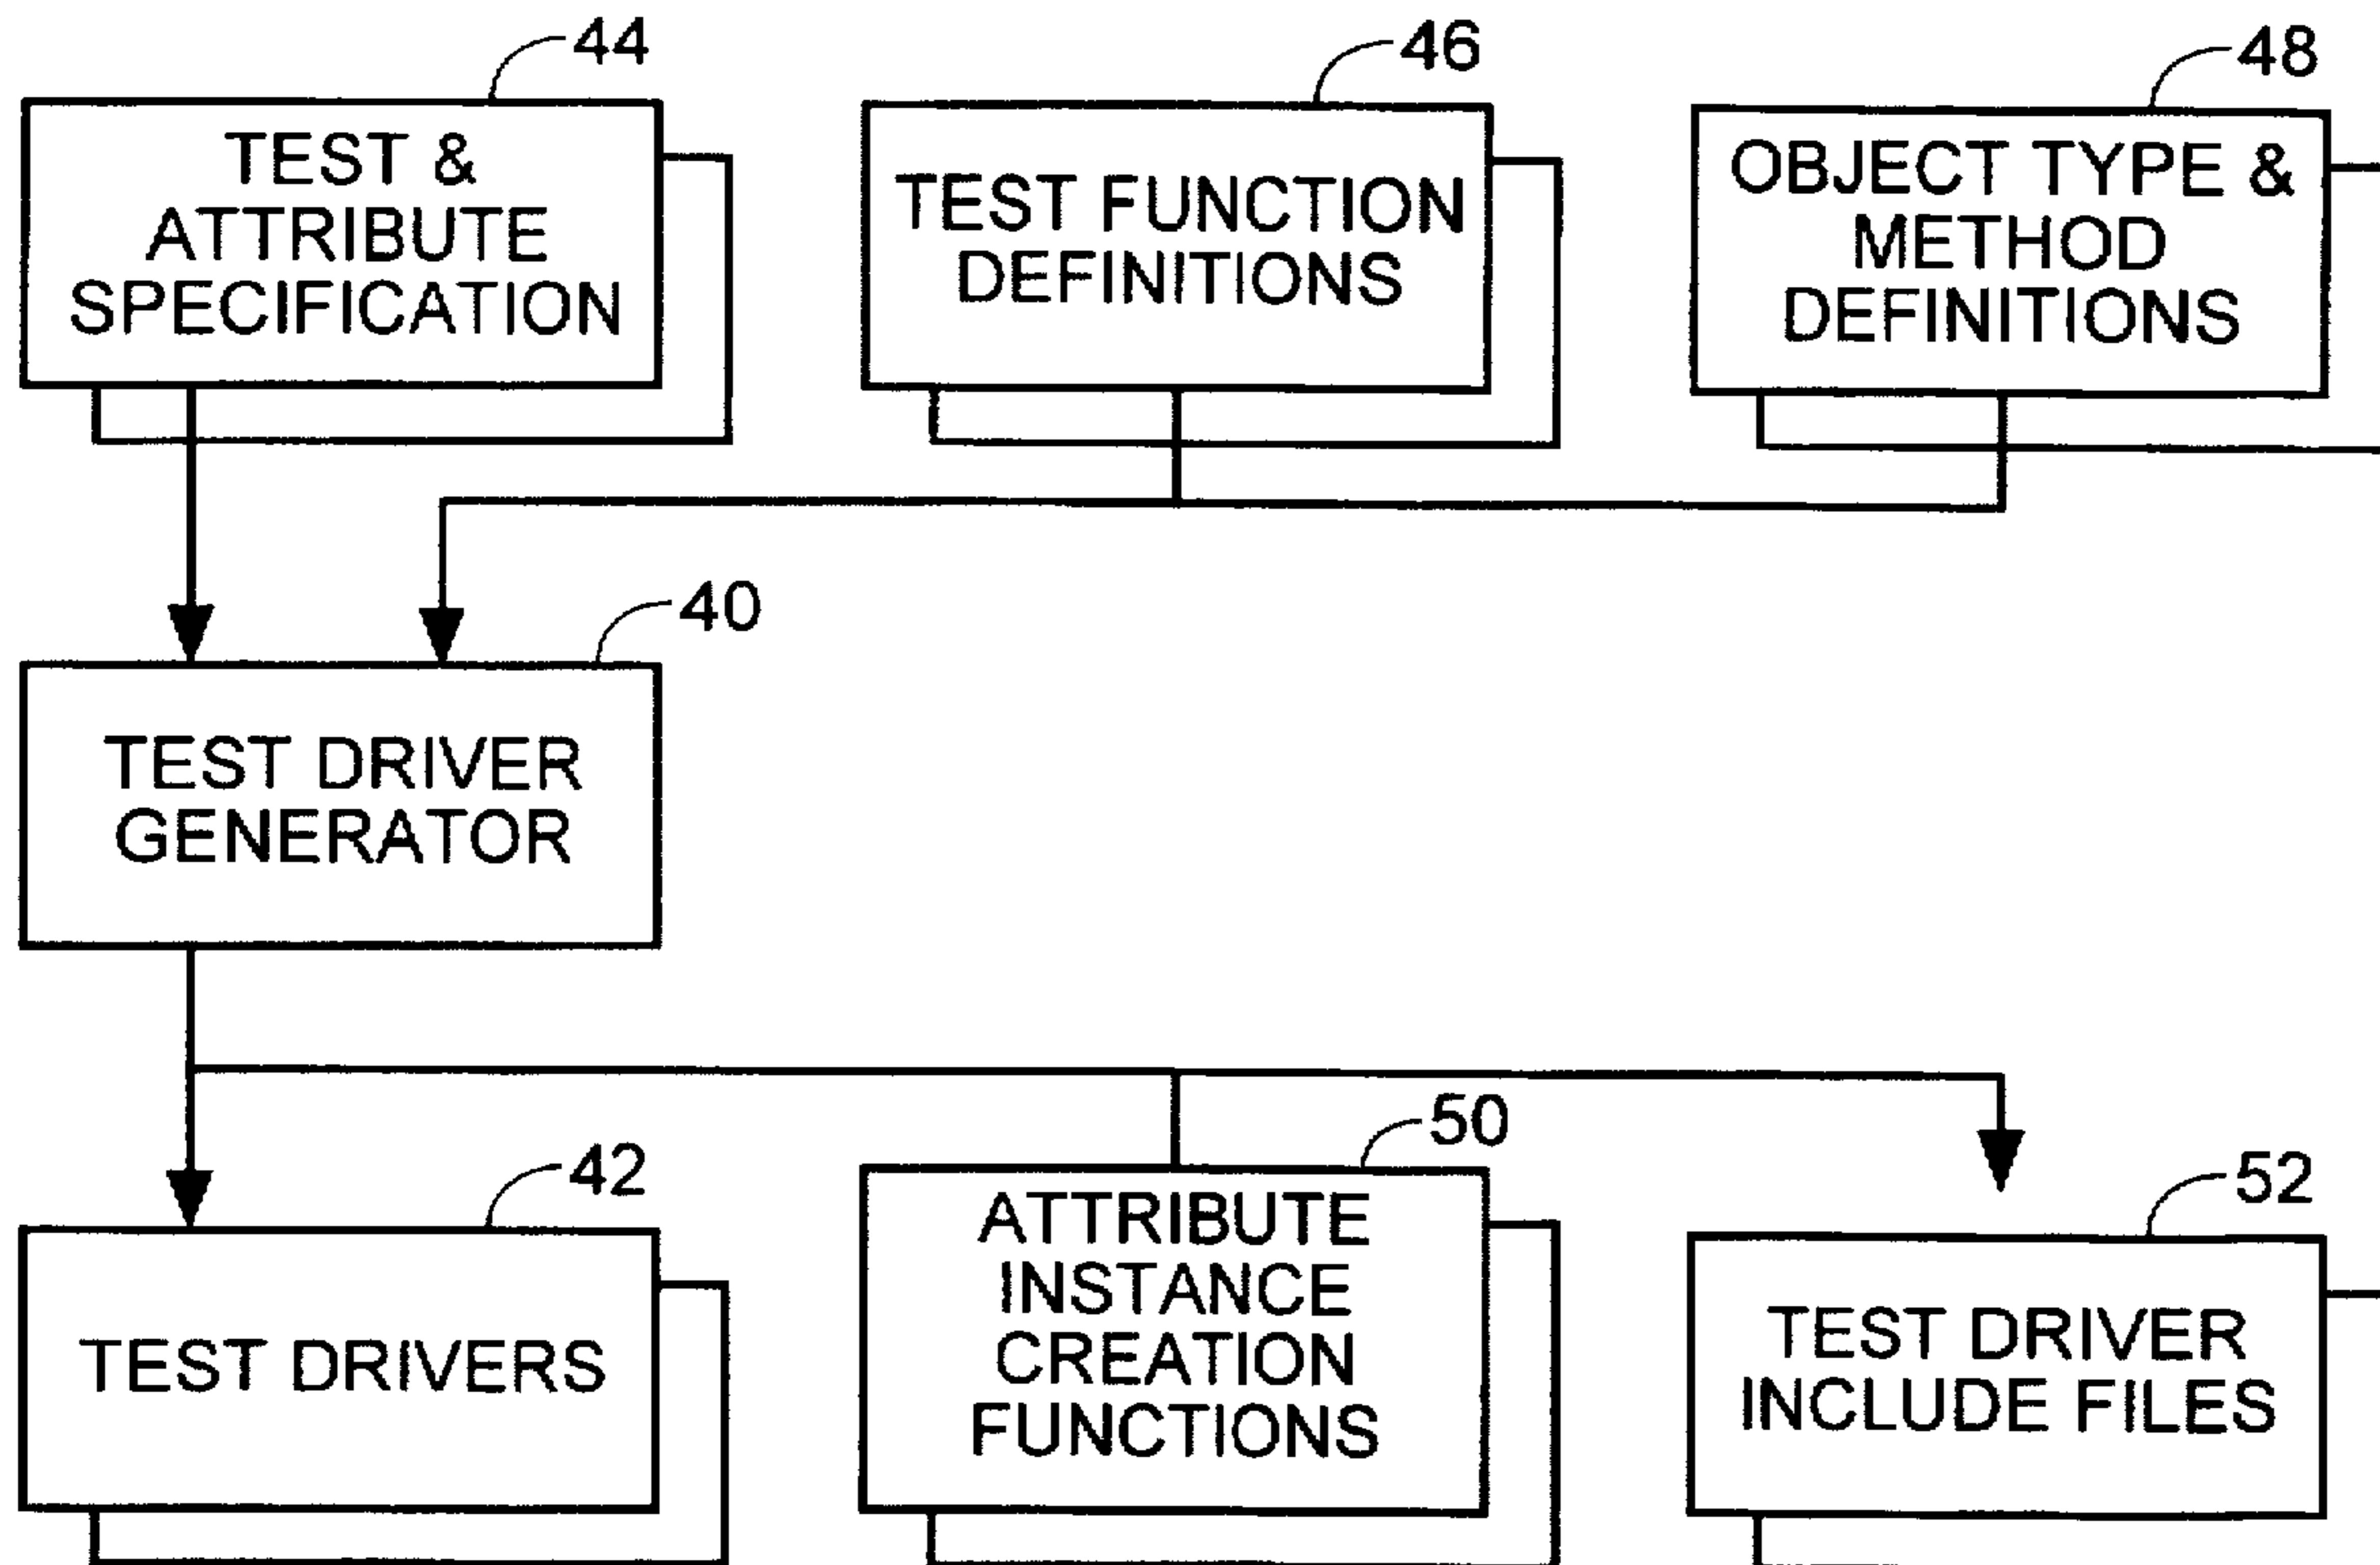 44
TEST &
ATTRIBUTE
SPECIFICATION
46
TEST FUNCTION
DEFINITIONS
48
OBJECT TYPE &
METHOD
DEFINITIONS
40
TEST DRIVER
GENERATOR
42
TEST DRIVERS
50
ATTRIBUTE
INSTANCE
CREATION
FUNCTIONS
52
TEST DRIVER
INCLUDE FILES